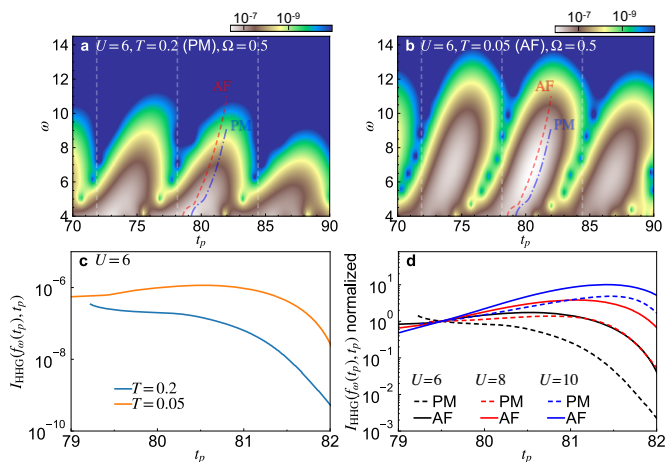 10⁻⁷ 10⁻⁹ 10⁻⁷ 10⁻⁹
a U = 6, T = 0.2 (PM), Ω = 0.5
b U = 6, T = 0.05 (AF), Ω = 0.5
14
12
10
8
6
4
ω
AF
PM
70 75 80 85 90
t_p
14
12
10
8
6
4
ω
AF
PM
70 75 80 85 90
t_p
c U = 6
I_HHG(f_ω(t_p), t_p)
10⁻⁶
10⁻⁸
10⁻¹⁰
T = 0.2
T = 0.05
79 80 81 82
t_p
d
I_HHG(f_ω(t_p), t_p) normalized
10¹
10⁰
10⁻¹
10⁻²
10⁻³
U=6 U=8 U=10
PM PM PM
AF AF AF
79 80 81 82
t_p